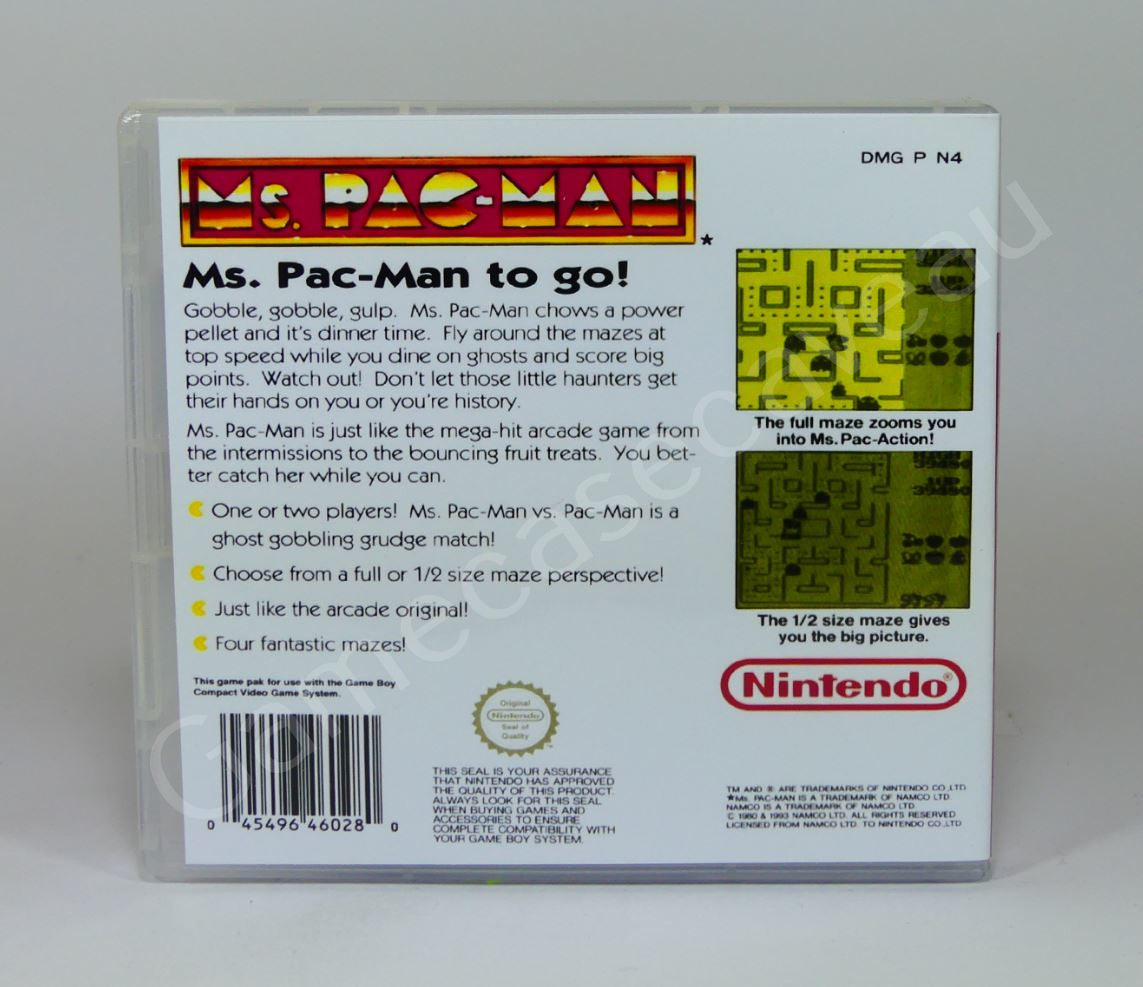 DMG P N4
Ms. PAC-MAN
★
Ms. Pac-Man to go!
Gobble, gobble, gulp. Ms. Pac-Man chows a power
pellet and it's dinner time. Fly around the mazes at
top speed while you dine on ghosts and score big
points. Watch out! Don't let those little haunters get
their hands on you or you're history.
Ms. Pac-Man is just like the mega-hit arcade game from
the intermissions to the bouncing fruit treats. You bet-
ter catch her while you can.
One or two players! Ms. Pac-Man vs. Pac-Man is a
ghost gobbling grudge match!
Choose from a full or 1/2 size maze perspective!
Just like the arcade original!
Four fantastic mazes!
This game pak for use with the Game Boy
Compact Video Game System.
0 45496 46028 0
Original
Nintendo
Seal of
Quality
THIS SEAL IS YOUR ASSURANCE
THAT NINTENDO HAS APPROVED
THE QUALITY OF THIS PRODUCT.
ALWAYS LOOK FOR THIS SEAL
WHEN BUYING GAMES AND
ACCESSORIES TO ENSURE
COMPLETE COMPATIBILITY WITH
YOUR GAME BOY SYSTEM.
1UP
The full maze zooms you
into Ms. Pac-Action!
HIGH
39480
1UP
39480
The 1/2 size maze gives
you the big picture.
Nintendo®
TM AND ® ARE TRADEMARKS OF NINTENDO CO.,LTD
★Ms. PAC-MAN IS A TRADEMARK OF NAMCO LTD.
NAMCO IS A TRADEMARK OF NAMCO LTD.
© 1980 & 1993 NAMCO LTD. ALL RIGHTS RESERVED
LICENSED FROM NAMCO LTD. TO NINTENDO CO.,LTD
Gamecasecaveau